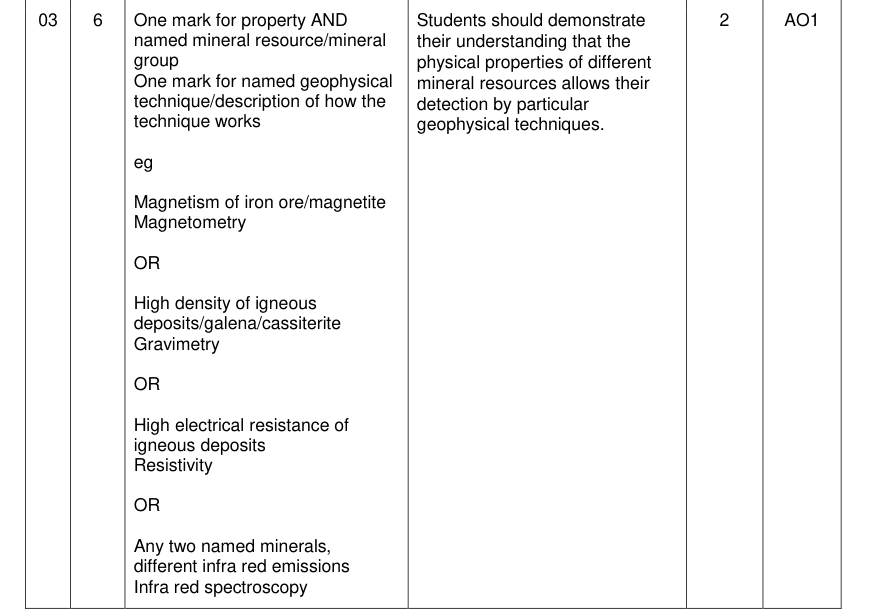 03
6
One mark for property AND
named mineral resource/mineral
group
One mark for named geophysical
technique/description of how the
technique works
eg
Magnetism of iron ore/magnetite
Magnetometry
OR
High density of igneous
deposits/galena/cassiterite
Gravimetry
OR
High electrical resistance of
igneous deposits
Resistivity
OR
Any two named minerals,
different infra red emissions
Infra red spectroscopy
Students should demonstrate
their understanding that the
physical properties of different
mineral resources allows their
detection by particular
geophysical techniques.
2
AO1